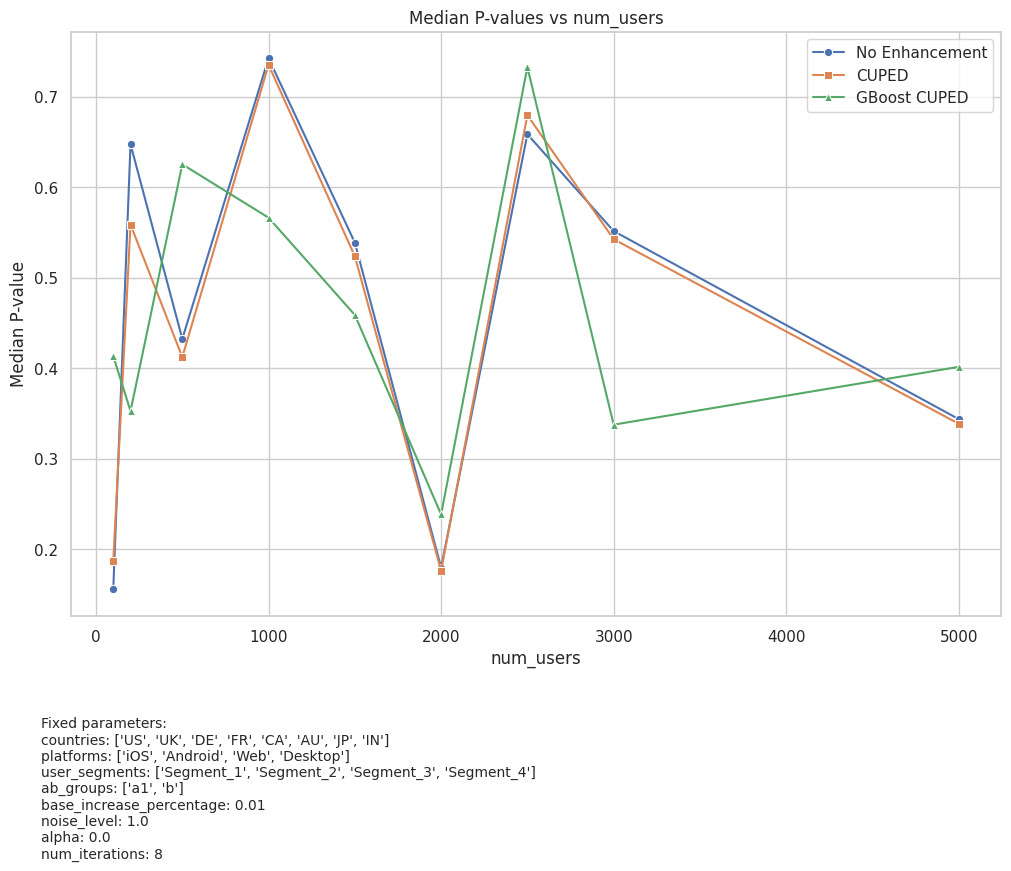 Median P-values vs num_users
No Enhancement
CUPED
GBoost CUPED
Median P-value
0.7
0.6
0.5
0.4
0.3
0.2
0
1000
2000
3000
4000
5000
num_users
Fixed parameters:
countries: ['US', 'UK', 'DE', 'FR', 'CA', 'AU', 'JP', 'IN']
platforms: ['iOS', 'Android', 'Web', 'Desktop']
user_segments: ['Segment_1', 'Segment_2', 'Segment_3', 'Segment_4']
ab_groups: ['a1', 'b']
base_increase_percentage: 0.01
noise_level: 1.0
alpha: 0.0
num_iterations: 8